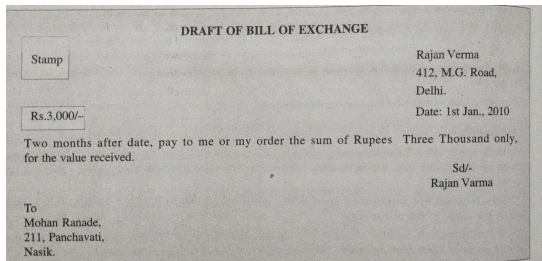 DRAFT OF BILL OF EXCHANGE
Stamp
Rajan Verma
412, M.G. Road,
Delhi.
Rs.3,000/–
Date: 1st Jan., 2010
Two months after date, pay to me or my order the sum of Rupees Three Thousand only,
for the value received.
Sd/-
Rajan Varma
To
Mohan Ranade,
211, Panchavati,
Nasik.